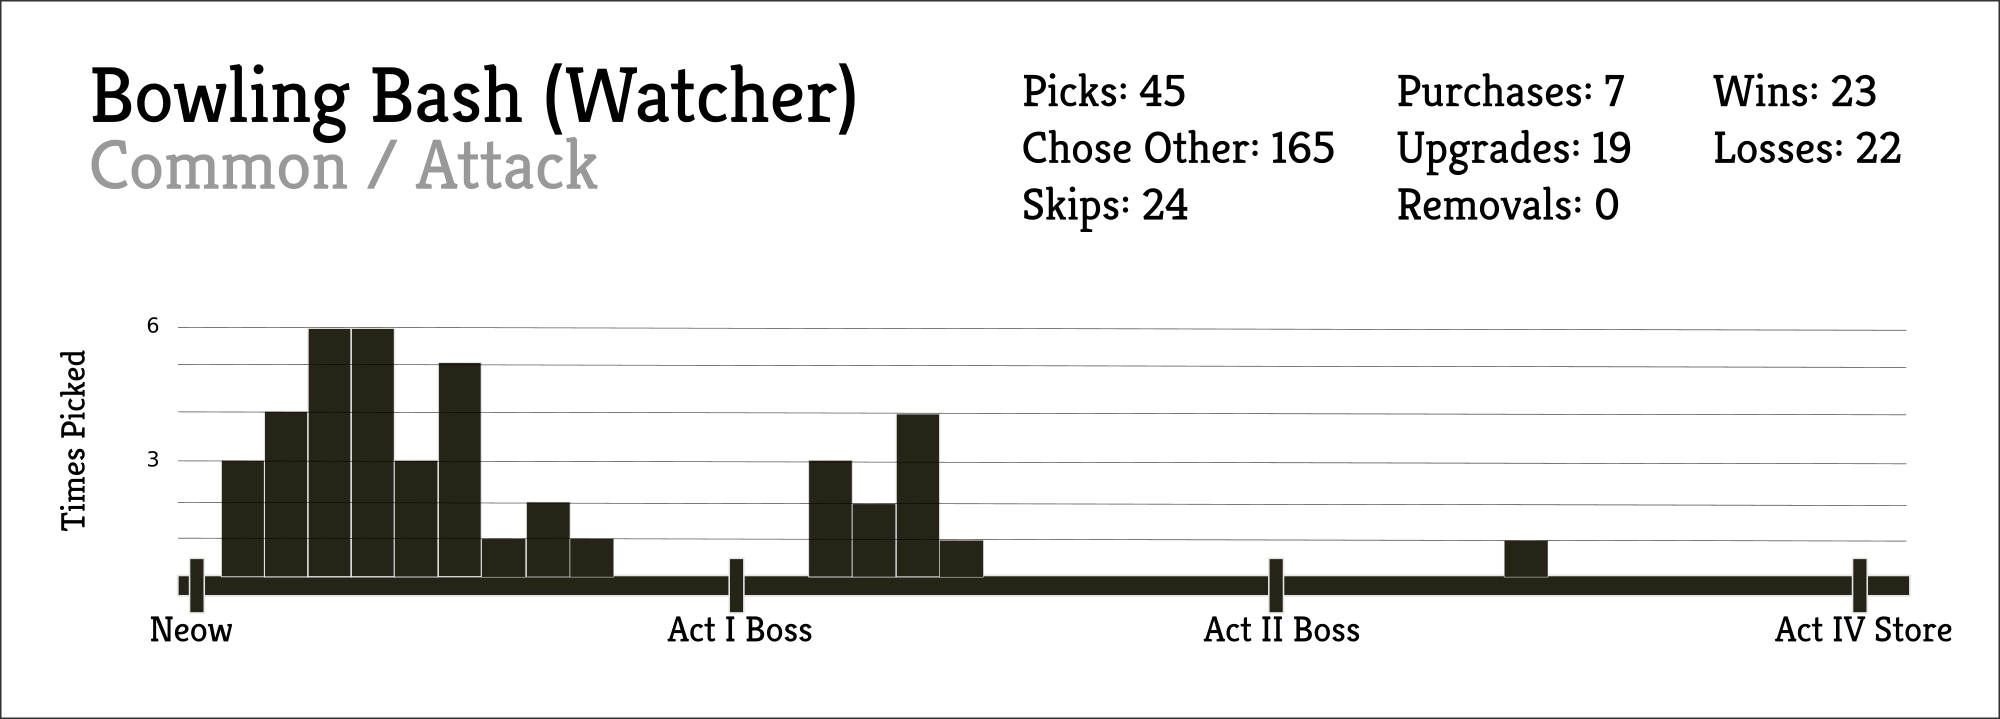 Bowling Bash (Watcher)
Common / Attack
Picks: 45
Chose Other: 165
Skips: 24
Purchases: 7
Upgrades: 19
Removals: 0
Wins: 23
Losses: 22
Times Picked
6
3
Neow
Act I Boss
Act II Boss
Act IV Store